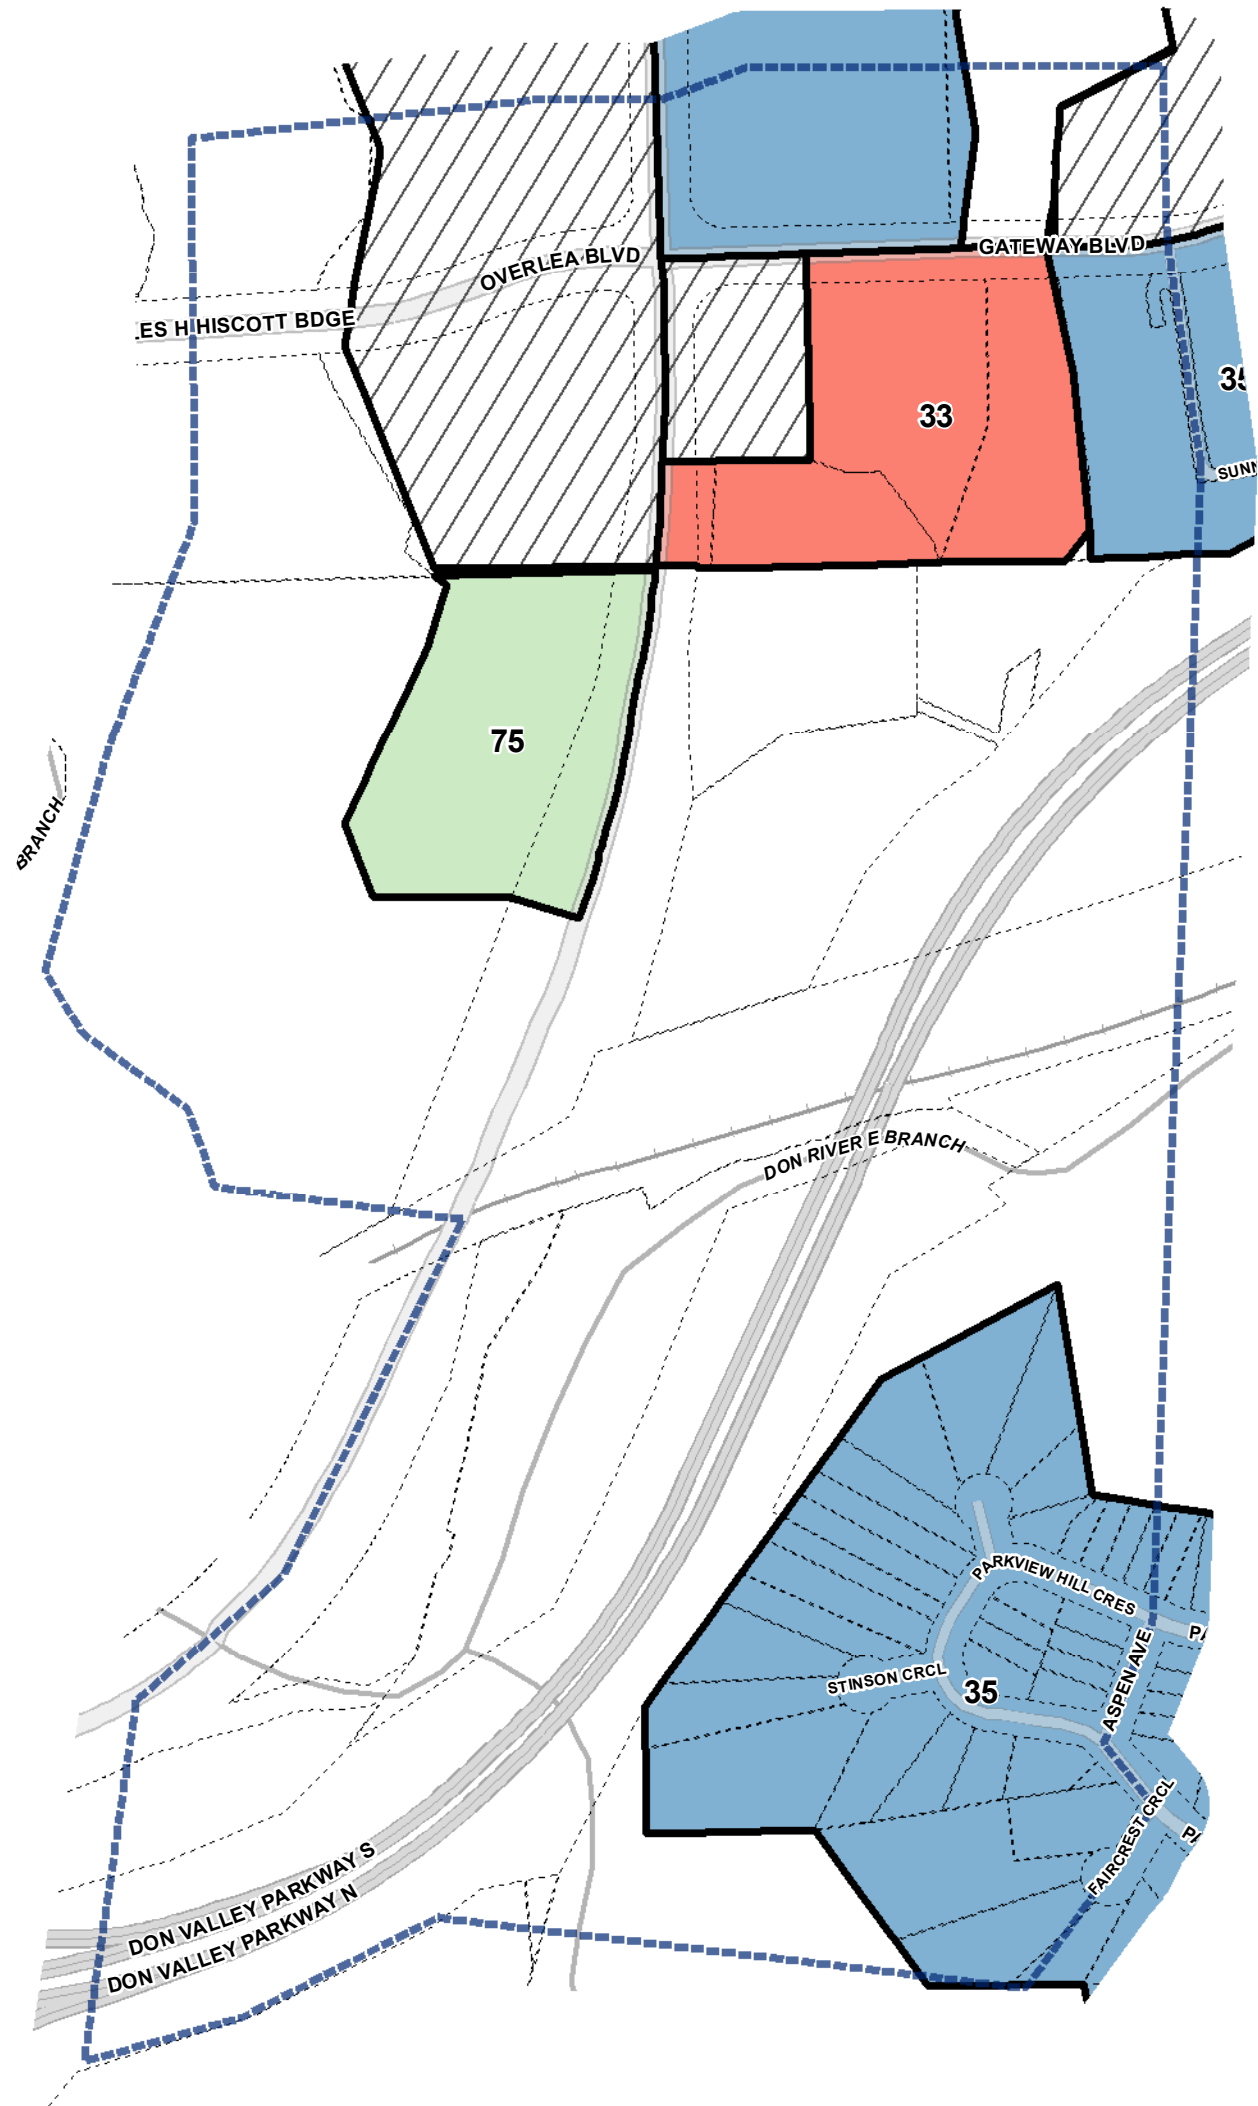 GATEWAY BLVD
OVERLEA BLVD
LES H HISCOTT BDGE
35
33
SUNN
75
BRANCH
DON RIVER E BRANCH
PARKVIEW HILL CRES
PA
STINSON CRCL
35
ASPEN AVE
FAIRCREST CRCL
PA
DON VALLEY PARKWAY S
DON VALLEY PARKWAY N